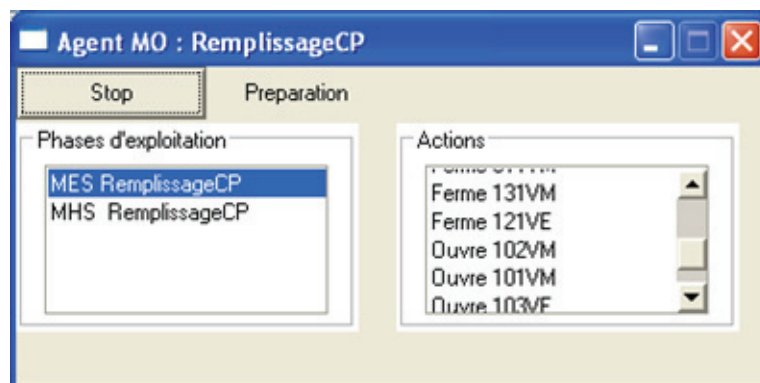 Agent MO : RemplissageCP
Stop Preparation
Phases d'exploitation
MES RemplissageCP
MHS RemplissageCP
Actions
Ferme
Ferme 131VM
Ferme 121VE
Ouvre 102VM
Ouvre 101VM
Ouvre 103VE